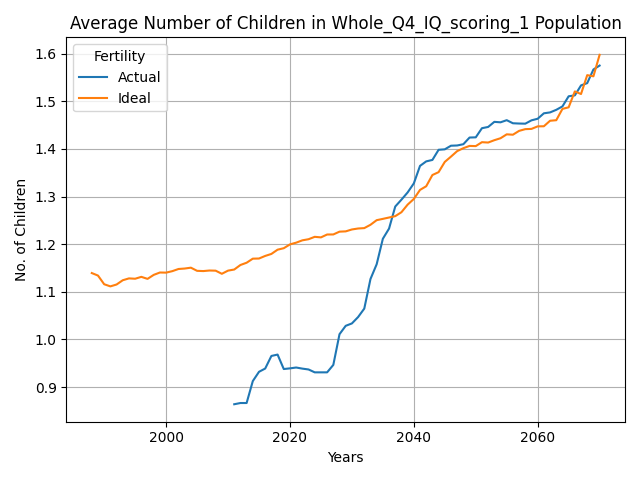 Average Number of Children in Whole_Q4_IQ_scoring_1 Population
No. of Children
1.6
1.5
1.4
1.3
1.2
1.1
1.0
0.9
Fertility
Actual
Ideal
2000
2020
2040
2060
Years